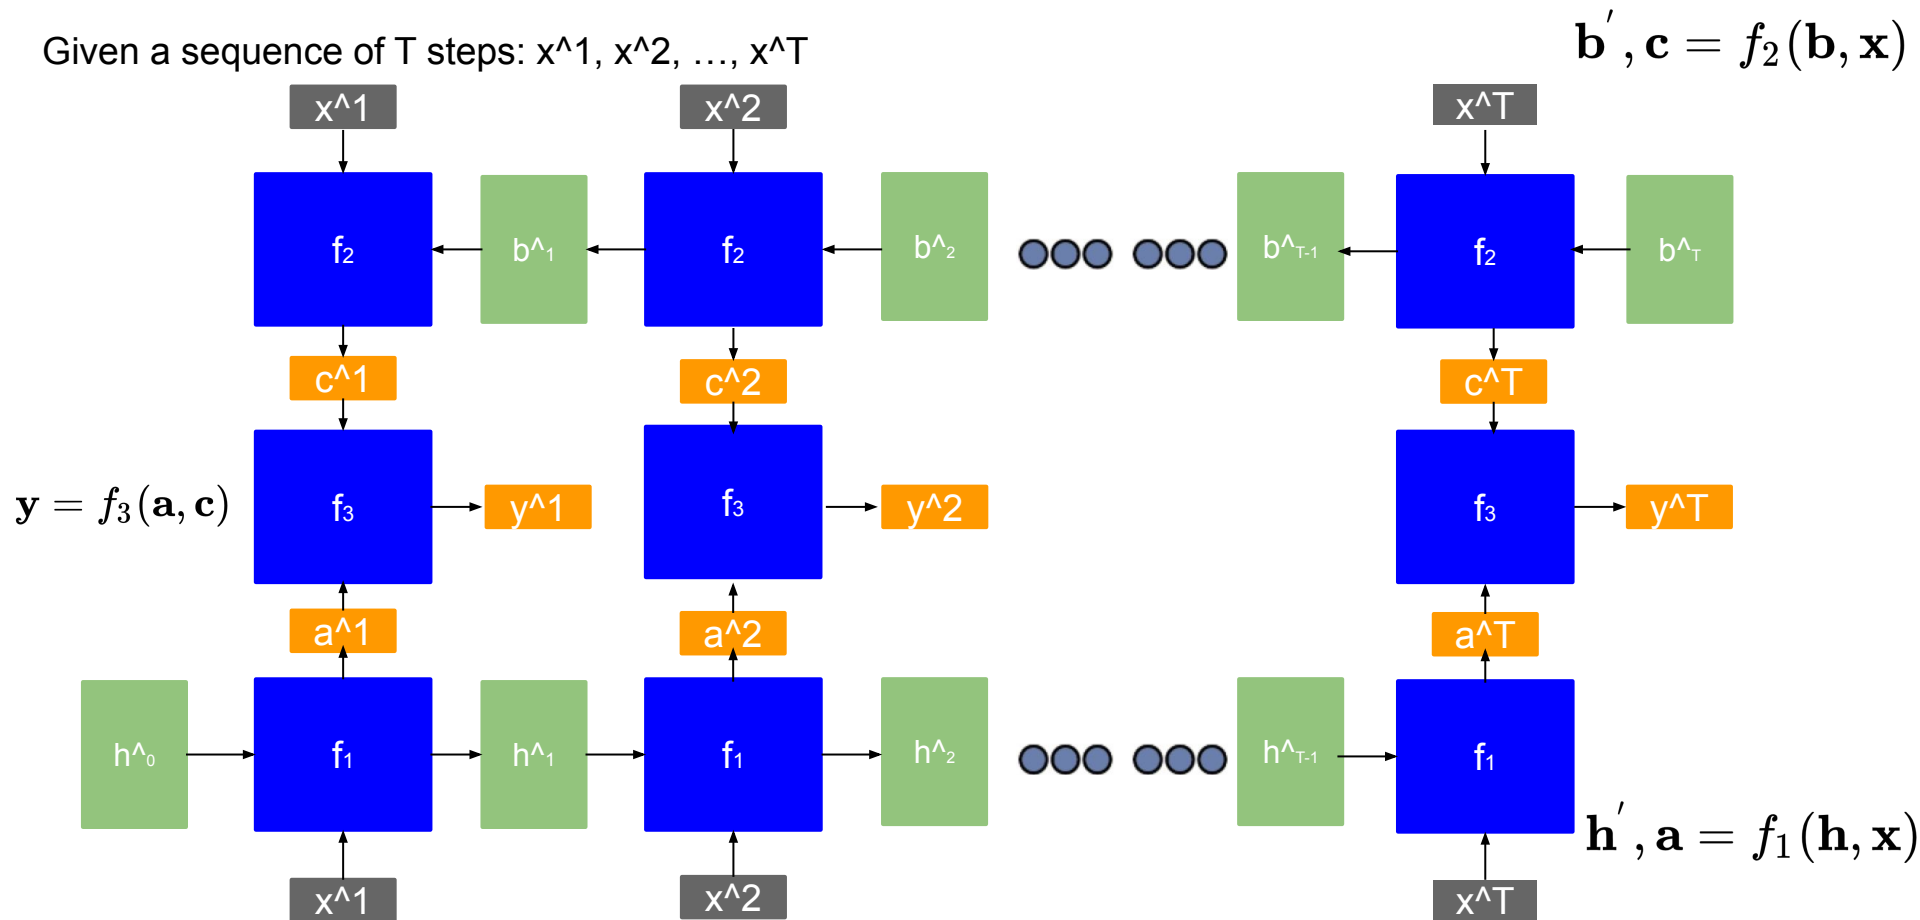 Given a sequence of T steps: x^1, x^2, …, x^T
b', c = f₂(b, x)
x^1 x^2 x^T
f₂ b^₁ f₂ b^₂ b^T-1 f₂ b^T
c^1 c^2 c^T
y = f₃(a, c) f₃ y^1 f₃ y^2 f₃ y^T
a^1 a^2 a^T
h^₀ f₁ h^₁ f₁ h^₂ h^T-1 f₁
h', a = f₁(h, x)
x^1 x^2 x^T